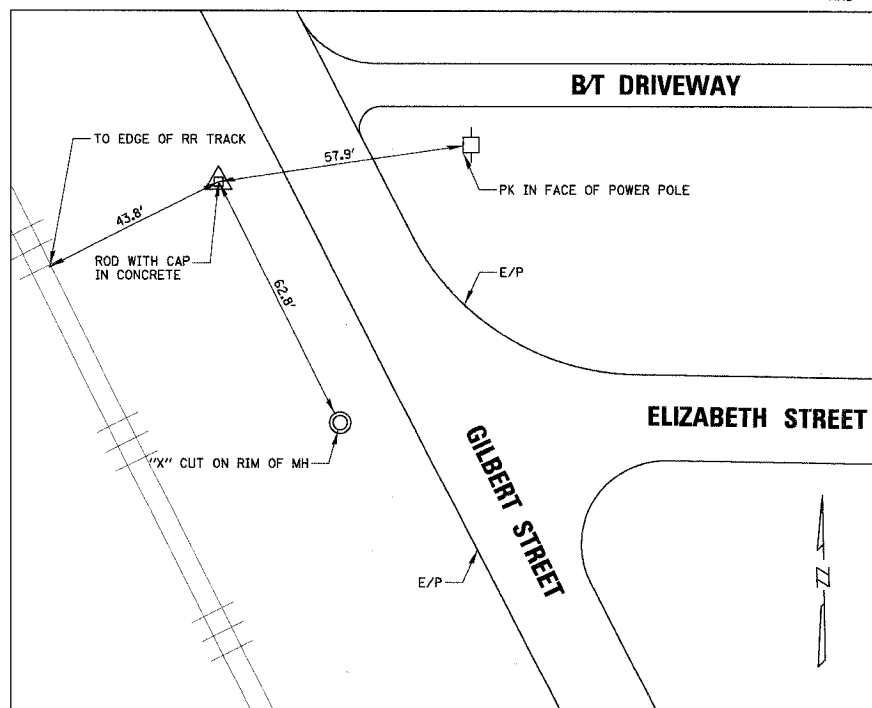 B/T DRIVEWAY
TO EDGE OF RR TRACK
57.9'
PK IN FACE OF POWER POLE
43.8'
ROD WITH CAP
IN CONCRETE
E/P
62.8'
ELIZABETH STREET
GILBERT STREET
"X" CUT ON RIM OF MH
E/P
N